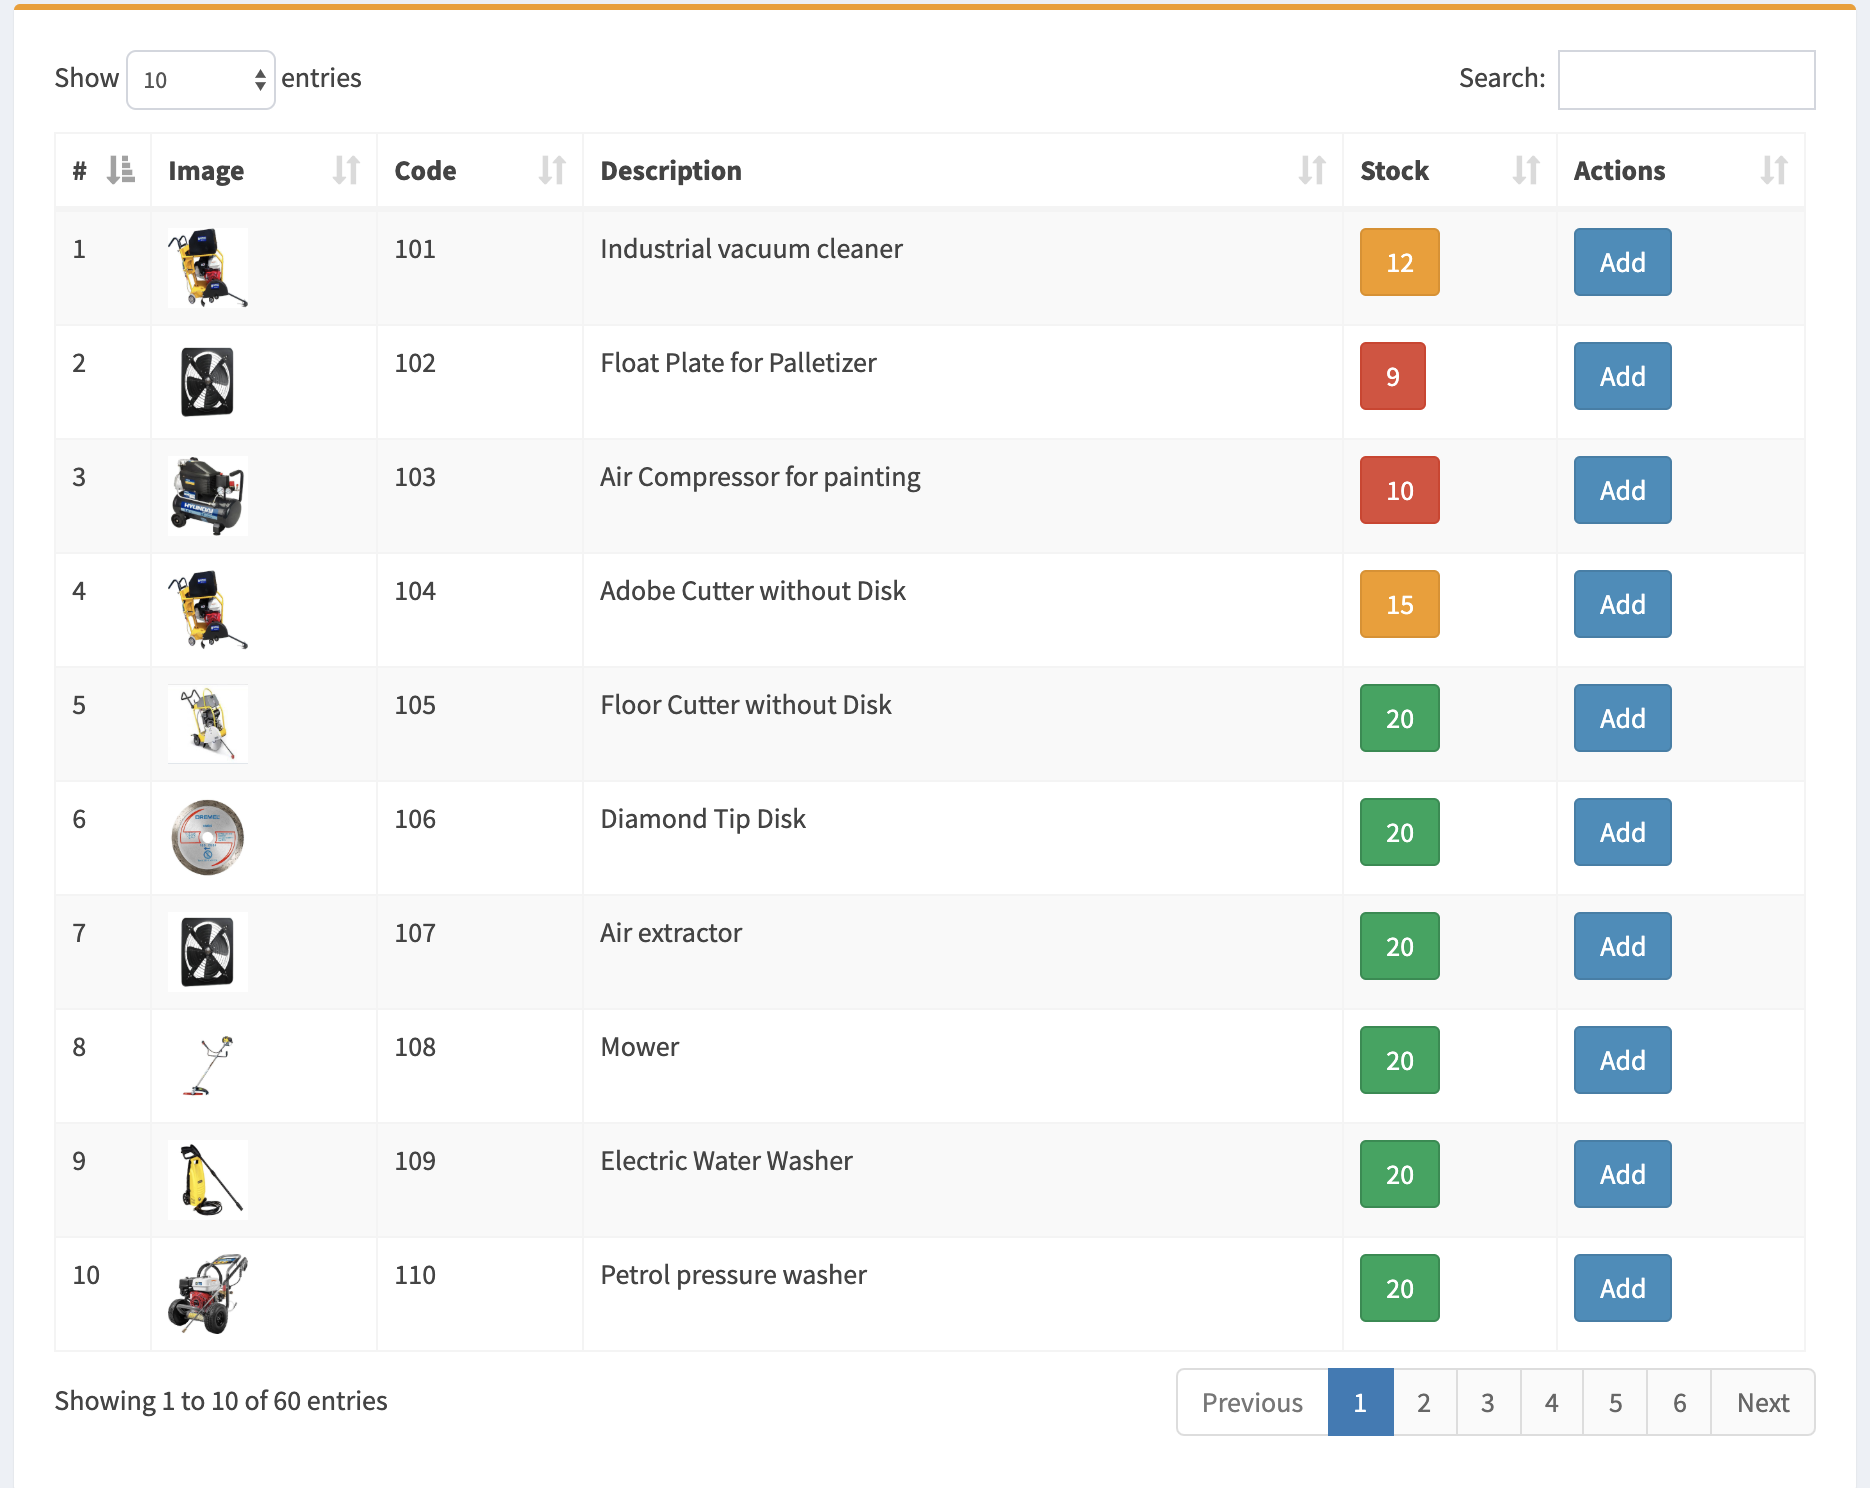 Show 10 entries Search:
# Image Code Description Stock Actions
1 101 Industrial vacuum cleaner 12 Add
2 102 Float Plate for Palletizer 9 Add
3 HYUNDAI 103 Air Compressor for painting 10 Add
4 104 Adobe Cutter without Disk 15 Add
5 105 Floor Cutter without Disk 20 Add
6 DREMEL 106 Diamond Tip Disk 20 Add
7 107 Air extractor 20 Add
8 108 Mower 20 Add
9 109 Electric Water Washer 20 Add
10 110 Petrol pressure washer 20 Add
Showing 1 to 10 of 60 entries Previous 1 2 3 4 5 6 Next